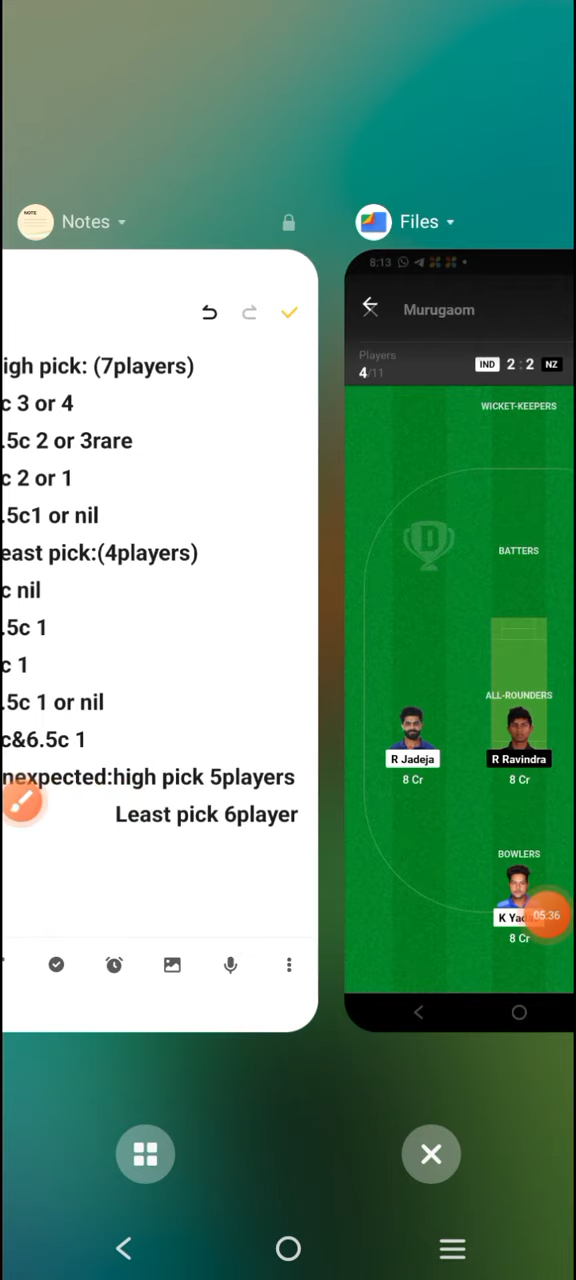 NOTE
Notes
Files
igh pick: (7players)
c 3 or 4
.5c 2 or 3rare
c 2 or 1
.5c1 or nil
east pick:(4players)
c nil
.5c 1
c 1
.5c 1 or nil
c&6.5c 1
nexpected:high pick 5players
Least pick 6player
8:13
Murugaom
Players
4/11
IND 2 : 2 NZ
WICKET-KEEPERS
D
BATTERS
ALL-ROUNDERS
R Jadeja
8 Cr
R Ravindra
8 Cr
BOWLERS
K Yad
8 Cr
05:36